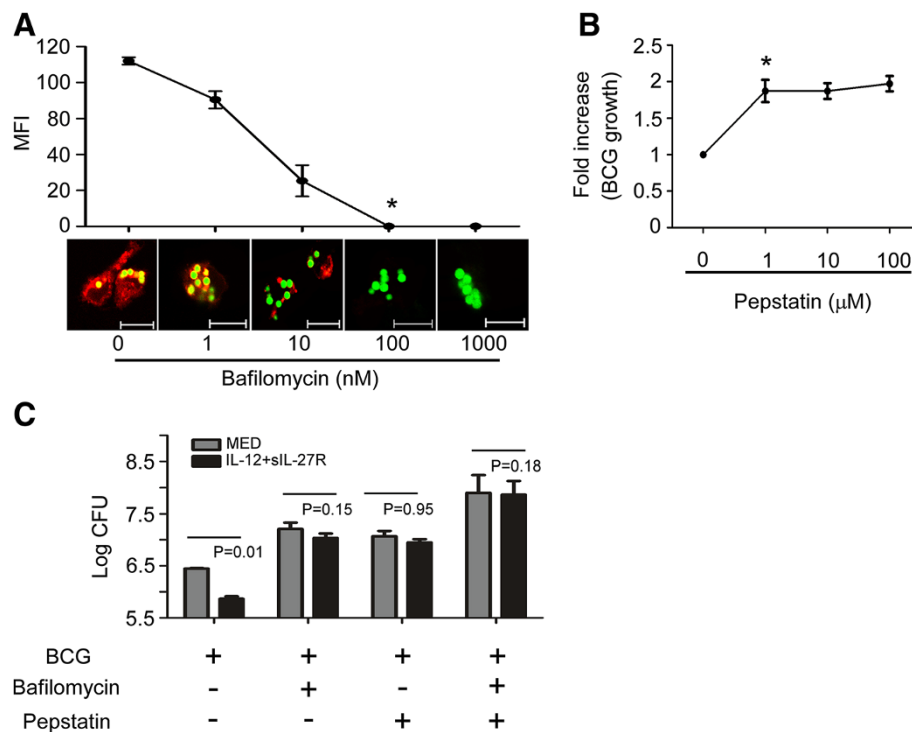 A
MFI
120
100
80
60
40
20
0
*
0 1 10 100 1000
Bafilomycin (nM)
B
Fold increase
(BCG growth)
2.5
2
1.5
1
0.5
0
*
0 1 10 100
Pepstatin (μM)
C
Log CFU
8.5
7.5
6.5
5.5
MED
IL-12+sIL-27R
P=0.01
P=0.15
P=0.95
P=0.18
BCG + + + +
Bafilomycin - + - +
Pepstatin - - + +